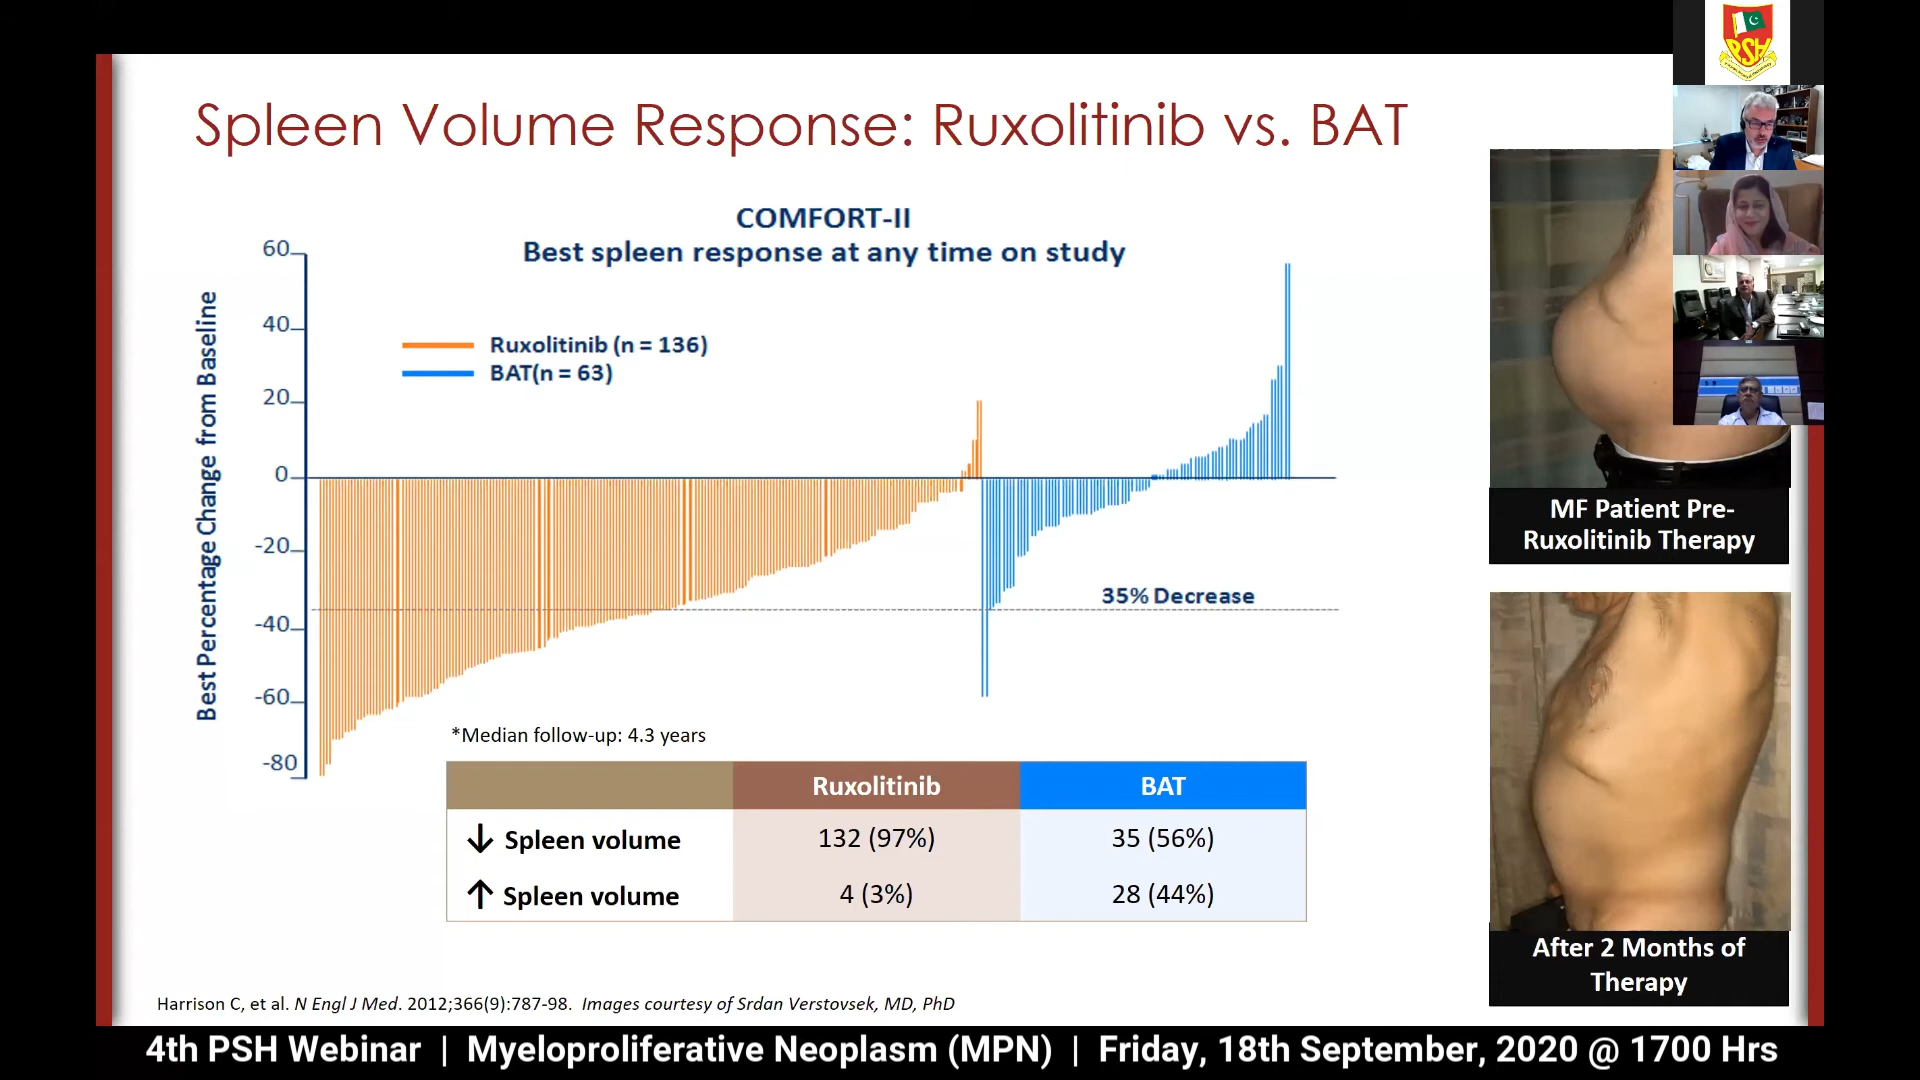 PSH
Spleen Volume Response: Ruxolitinib vs. BAT
COMFORT-II
Best spleen response at any time on study
Best Percentage Change from Baseline
60
40
20
0
-20
-40
-60
-80
Ruxolitinib (n = 136)
BAT(n = 63)
35% Decrease
*Median follow-up: 4.3 years
Ruxolitinib BAT
↓ Spleen volume 132 (97%) 35 (56%)
↑ Spleen volume 4 (3%) 28 (44%)
MF Patient Pre-
Ruxolitinib Therapy
After 2 Months of
Therapy
Harrison C, et al. N Engl J Med. 2012;366(9):787-98. Images courtesy of Srdan Verstovsek, MD, PhD
4th PSH Webinar | Myeloproliferative Neoplasm (MPN) | Friday, 18th September, 2020 @ 1700 Hrs